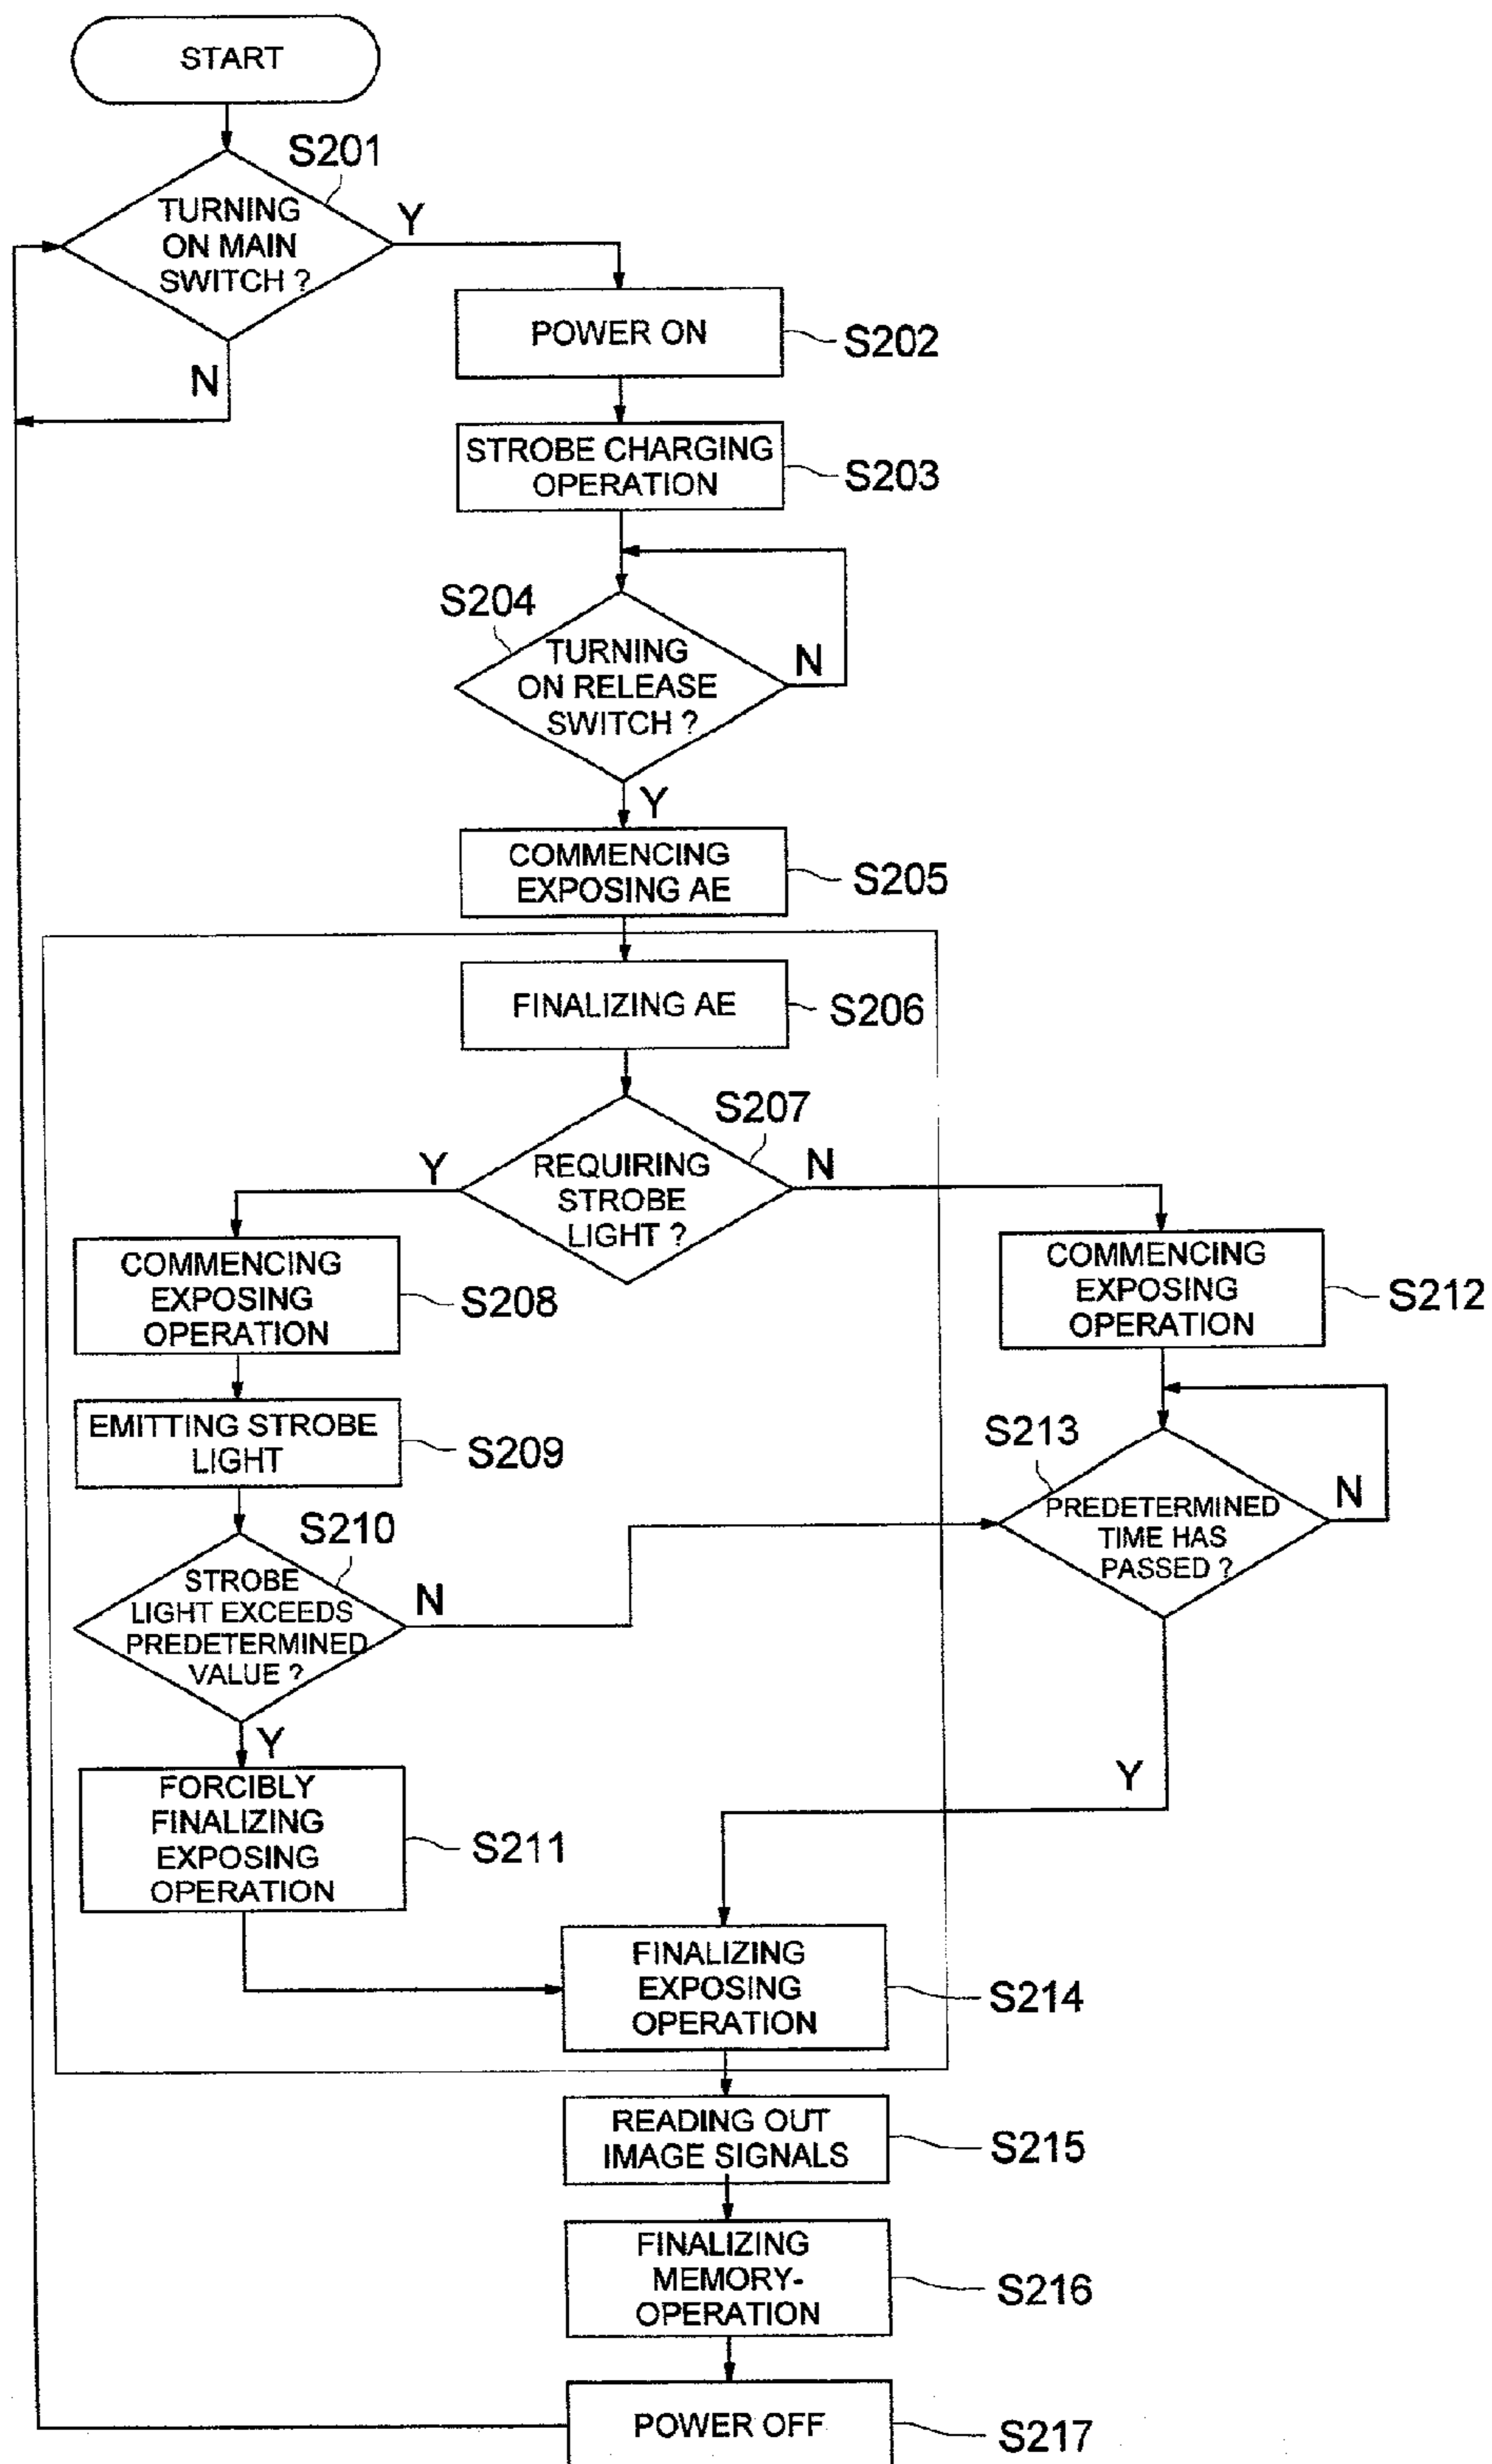 START
S201
TURNING
ON MAIN
SWITCH ?
Y
N
POWER ON
S202
STROBE CHARGING
OPERATION
S203
S204
TURNING
ON RELEASE
SWITCH ?
N
Y
COMMENCING
EXPOSING AE
S205
FINALIZING AE
S206
S207
REQUIRING
STROBE
LIGHT ?
Y
N
COMMENCING
EXPOSING
OPERATION
S208
COMMENCING
EXPOSING
OPERATION
S212
EMITTING STROBE
LIGHT
S209
S213
PREDETERMINED
TIME HAS
PASSED ?
N
S210
STROBE
LIGHT EXCEEDS
PREDETERMINED
VALUE ?
N
Y
Y
FORCIBLY
FINALIZING
EXPOSING
OPERATION
S211
FINALIZING
EXPOSING
OPERATION
S214
READING OUT
IMAGE SIGNALS
S215
FINALIZING
MEMORY-
OPERATION
S216
POWER OFF
S217